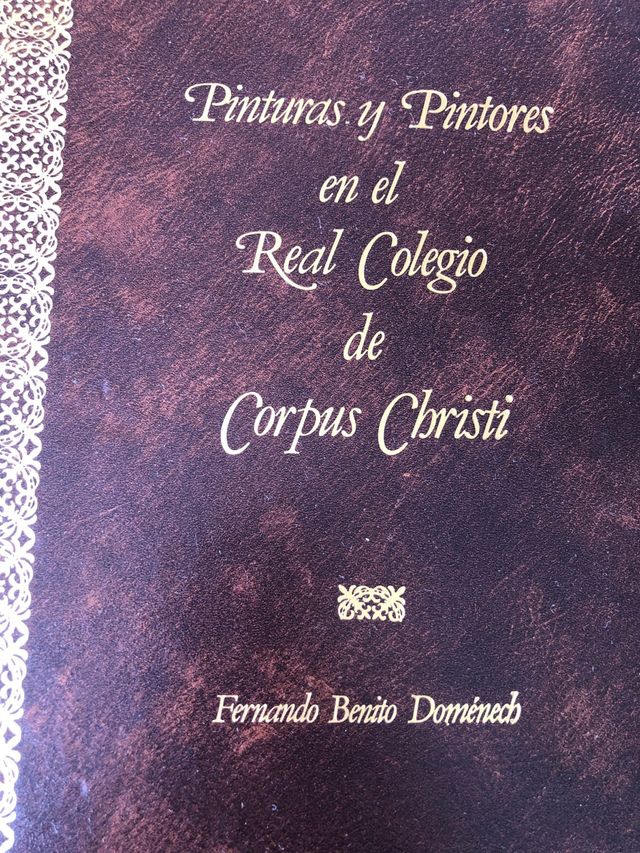 Pinturas y Pintores
en el
Real Colegio
de
Corpus Christi
Fernando Benito Doménech